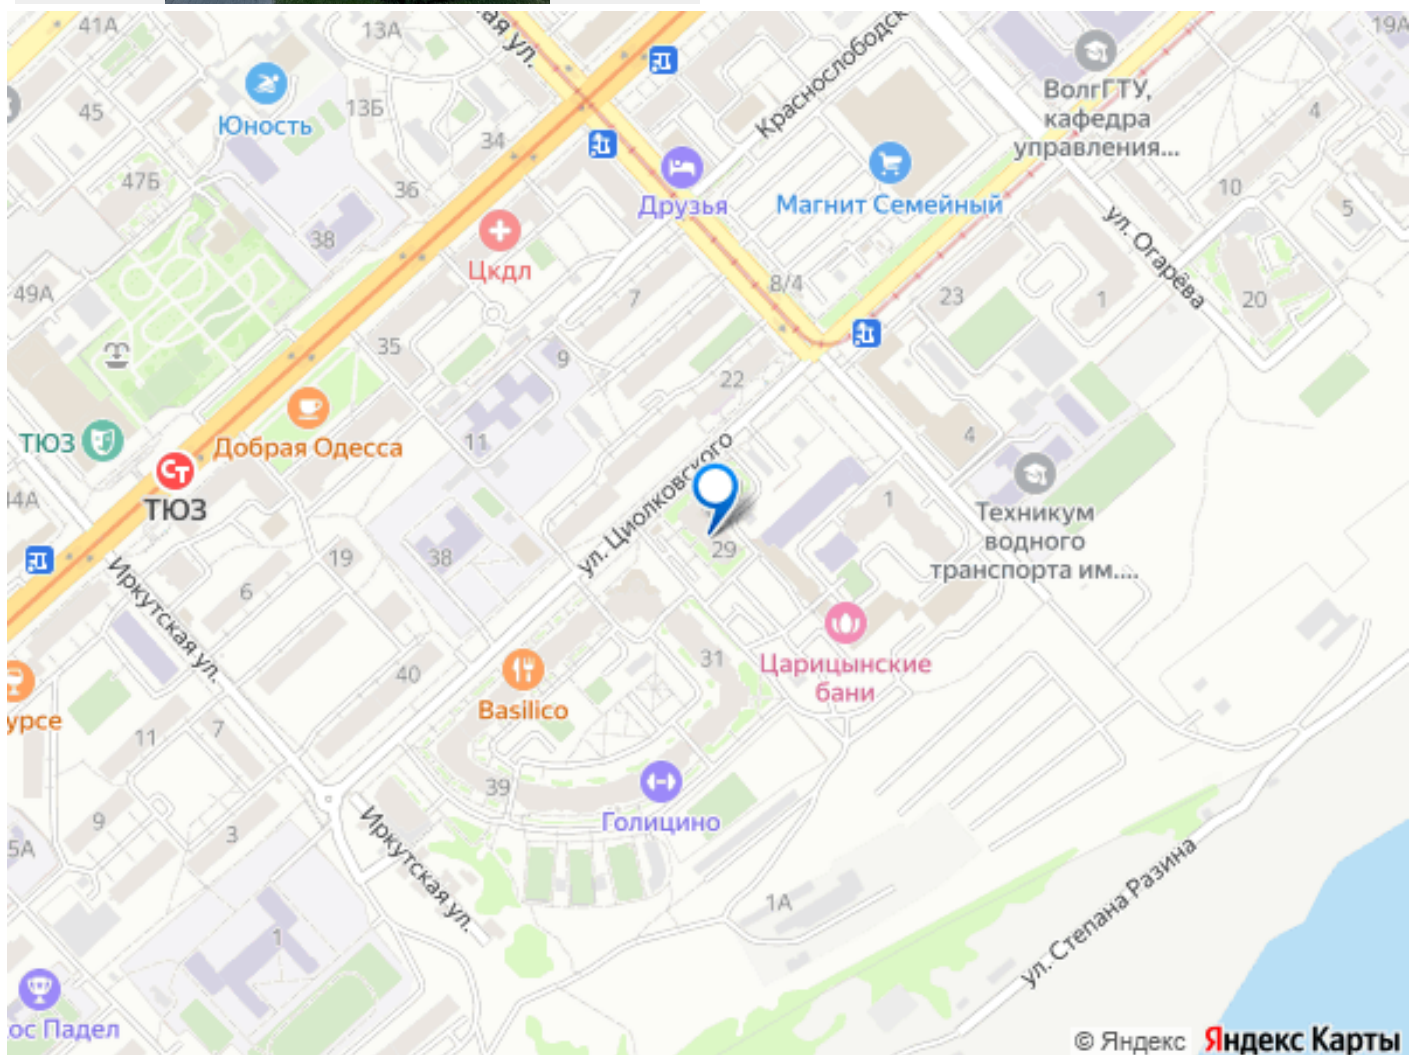 41А
13А
ая ул.
19А
45
13Б
Юность
Краснослободск
ВолгГТУ,
кафедра
управления...
4
34
47Б
36
Друзья
Магнит Семейный
10
5
38
Цкдл
ул. Огарёва
49А
7
8/4
23
1
20
35
9
22
ТЮЗ
Добрая Одесса
11
4
СТ
ТЮЗ
44А
ул. Циолковского
1
Техникум
водного
транспорта им....
29
19
38
Иркутская ул.
6
31
Царицынские
бани
40
Basilico
урсе
11
7
39
Голицино
9
3
5А
Иркутская ул.
1А
ул. Степана Разина
1
ос Падел
© Яндекс Яндекс Карты